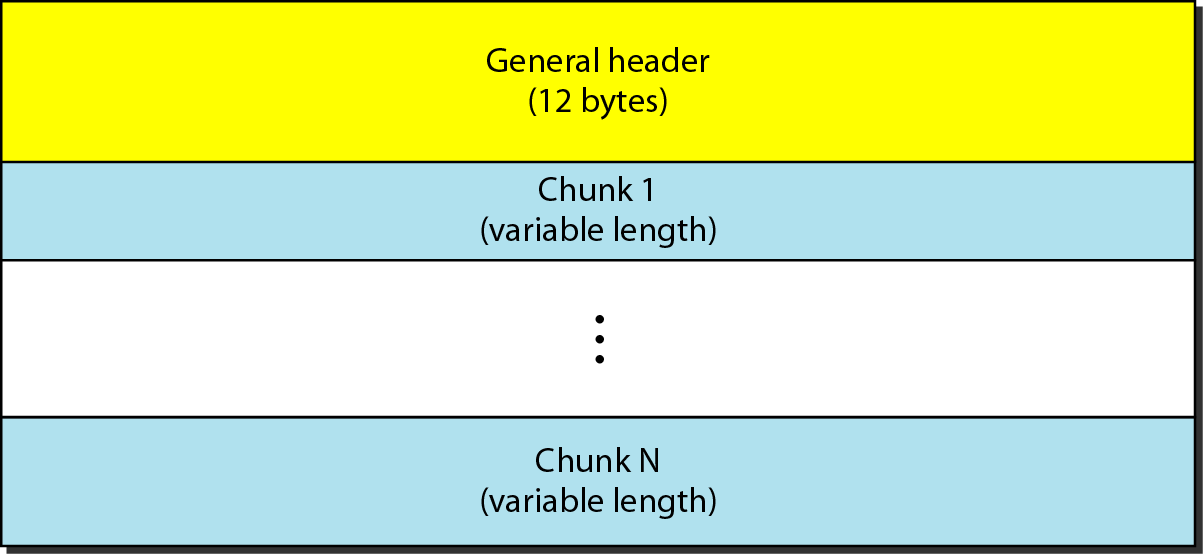 General header
(12 bytes)
Chunk 1
(variable length)
Chunk N
(variable length)